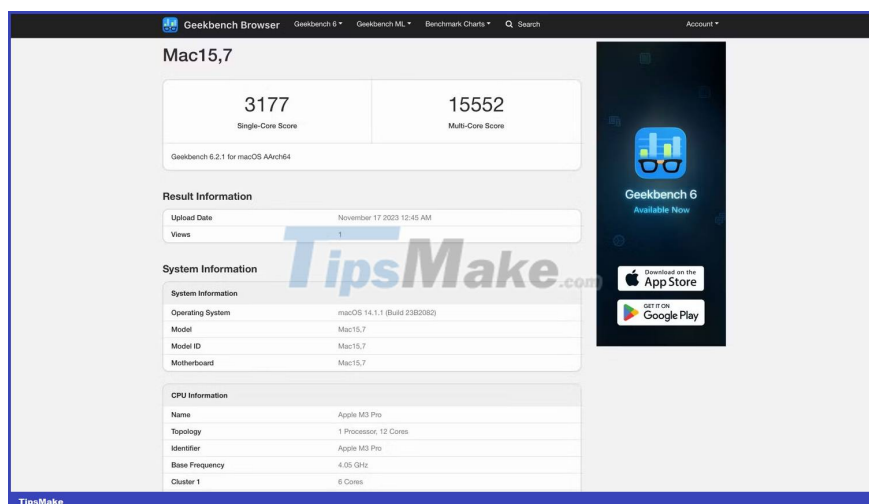 Geekbench Browser Geekbench 6 Geekbench ML Benchmark Charts Search Account
Mac15,7
3177 15552
Single-Core Score Multi-Core Score
Geekbench 6.2.1 for macOS AArch64
Result Information
Upload Date November 17 2023 12:45 AM
Views 1
System Information
System Information
Operating System macOS 14.1.1 (Build 23B2082)
Model Mac15,7
Model ID Mac15,7
Motherboard Mac15,7
CPU Information
Name Apple M3 Pro
Topology 1 Processor, 12 Cores
Identifier Apple M3 Pro
Base Frequency 4.05 GHz
Cluster 1 6 Cores
Geekbench 6
Available Now
Download on the
App Store
GET IT ON
Google Play
TipsMake.com
TipsMake